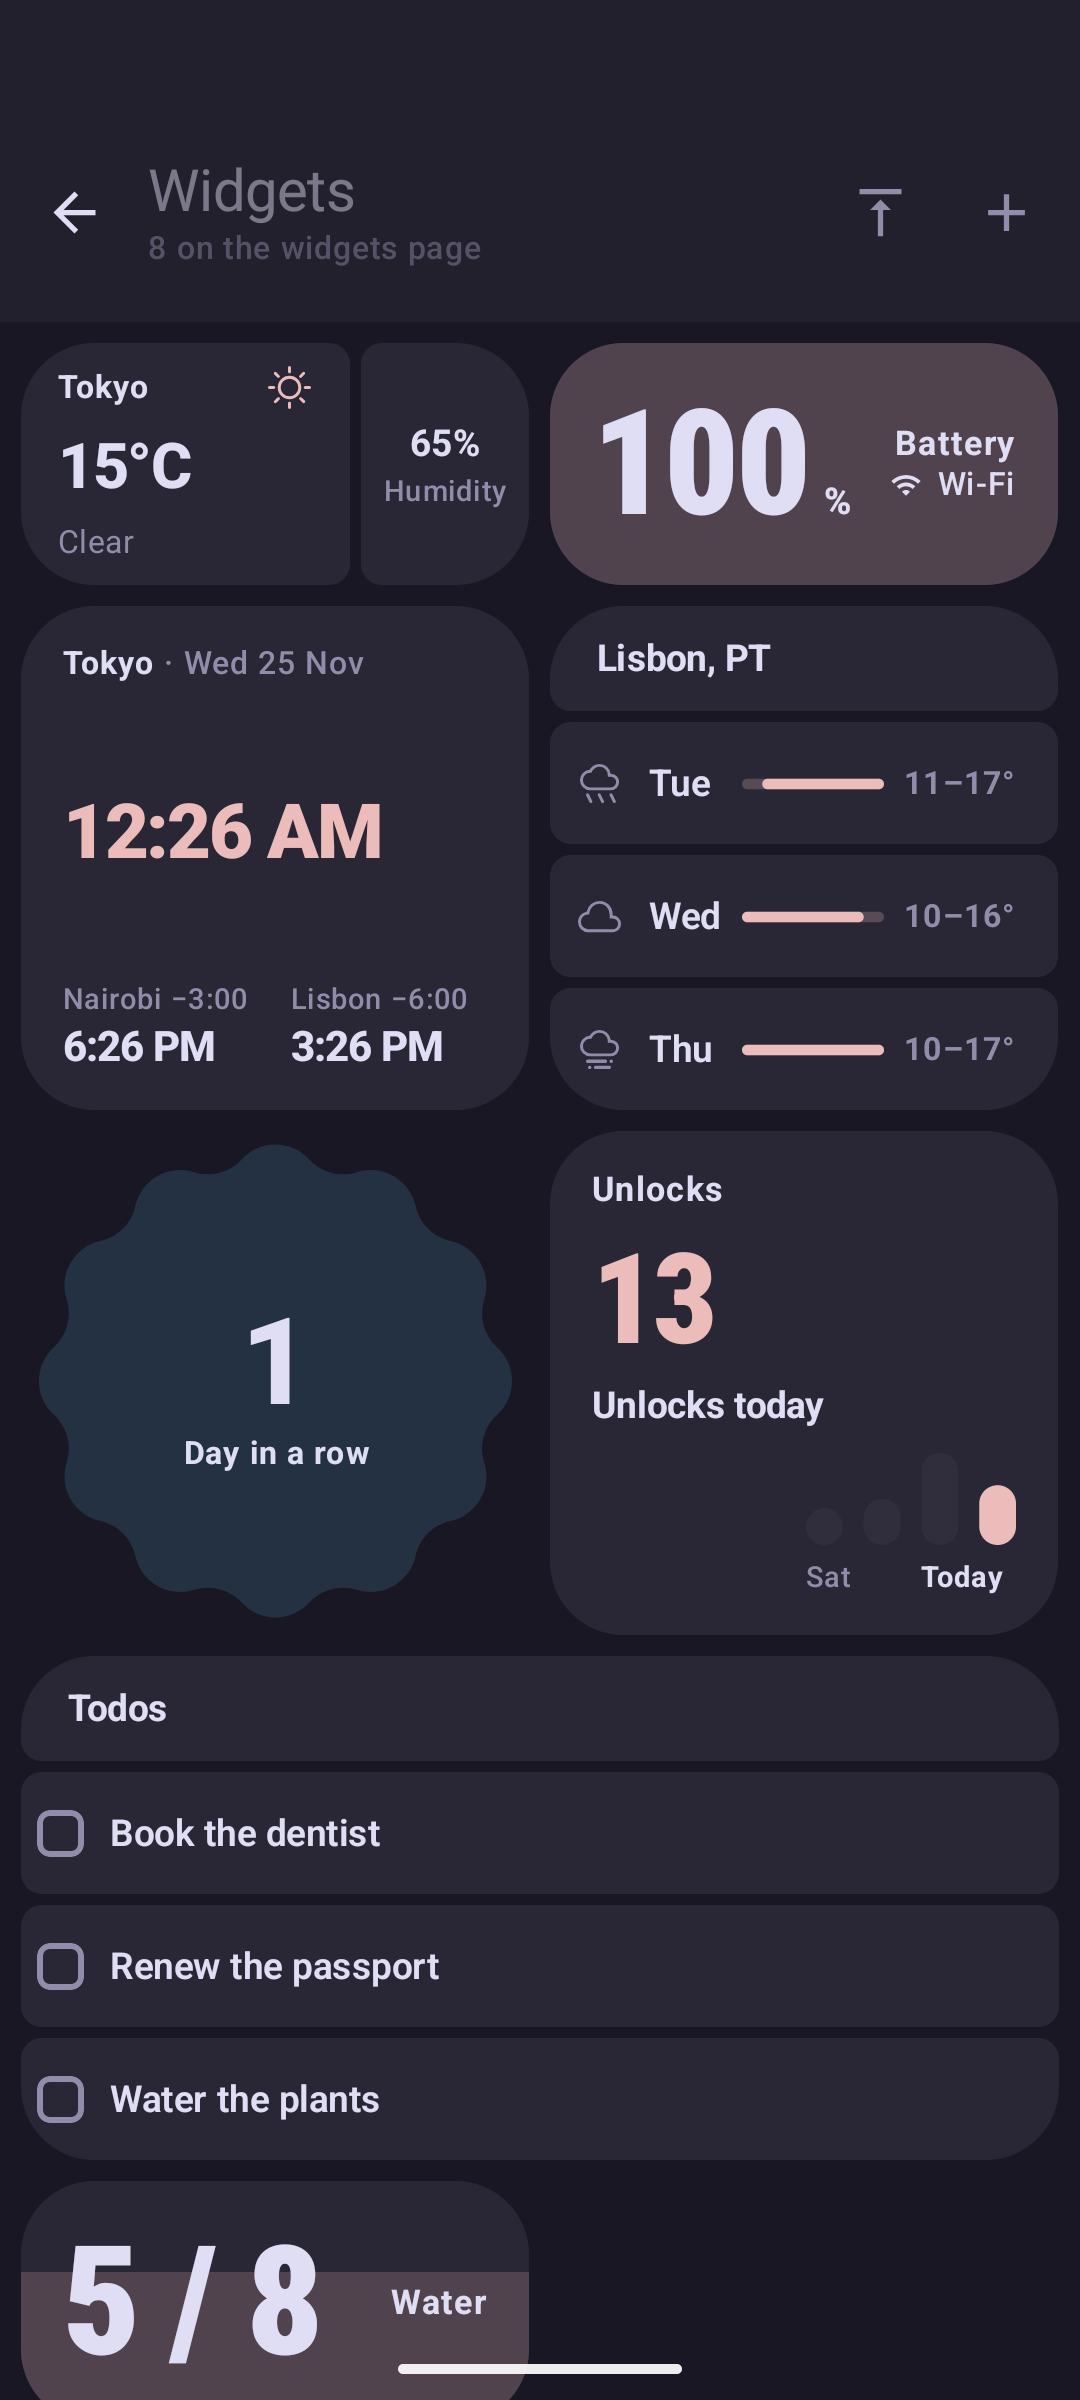 Widgets
8 on the widgets page
Tokyo
15°C
Clear
65%
Humidity
100 %
Battery
Wi-Fi
Tokyo · Wed 25 Nov
12:26 AM
Nairobi −3:00
6:26 PM
Lisbon −6:00
3:26 PM
Lisbon, PT
Tue 11–17°
Wed 10–16°
Thu 10–17°
1
Day in a row
Unlocks
13
Unlocks today
Sat Today
Todos
Book the dentist
Renew the passport
Water the plants
5 / 8 Water